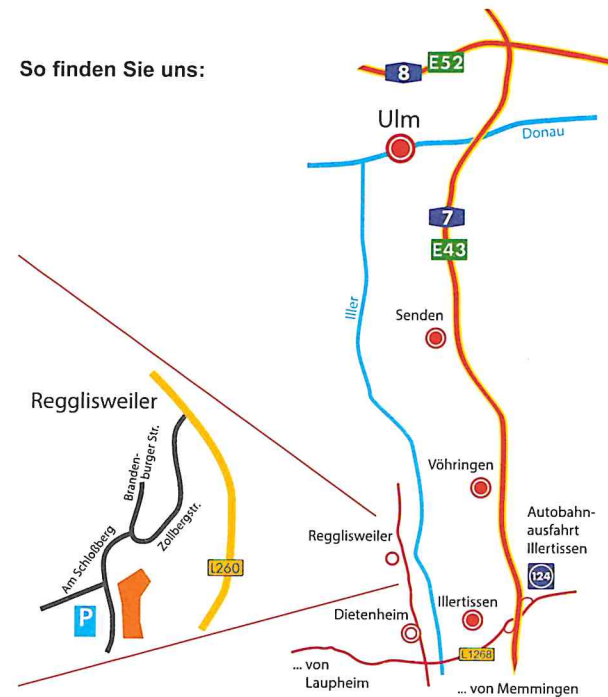 So finden Sie uns:
8
E52
Ulm
Donau
7
E43
Iller
Senden
Regglisweiler
Branden-
burger Str.
Zollbergstr.
Am Schloßberg
P
L260
Vöhringen
Autobahn-
ausfahrt
Illertissen
124
Regglisweiler
Dietenheim
Illertissen
L1268
... von
Laupheim
... von Memmingen